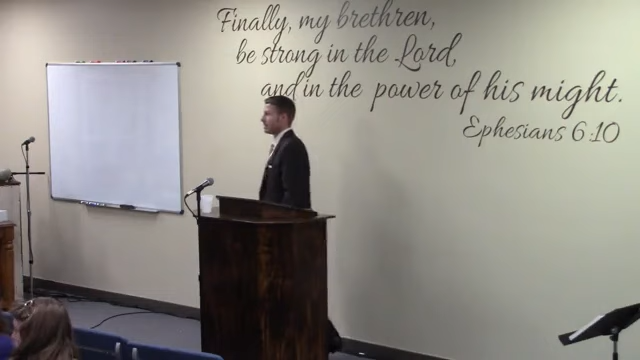 Finally, my brethren,
be strong in the Lord,
and in the power of his might.
Ephesians 6:10